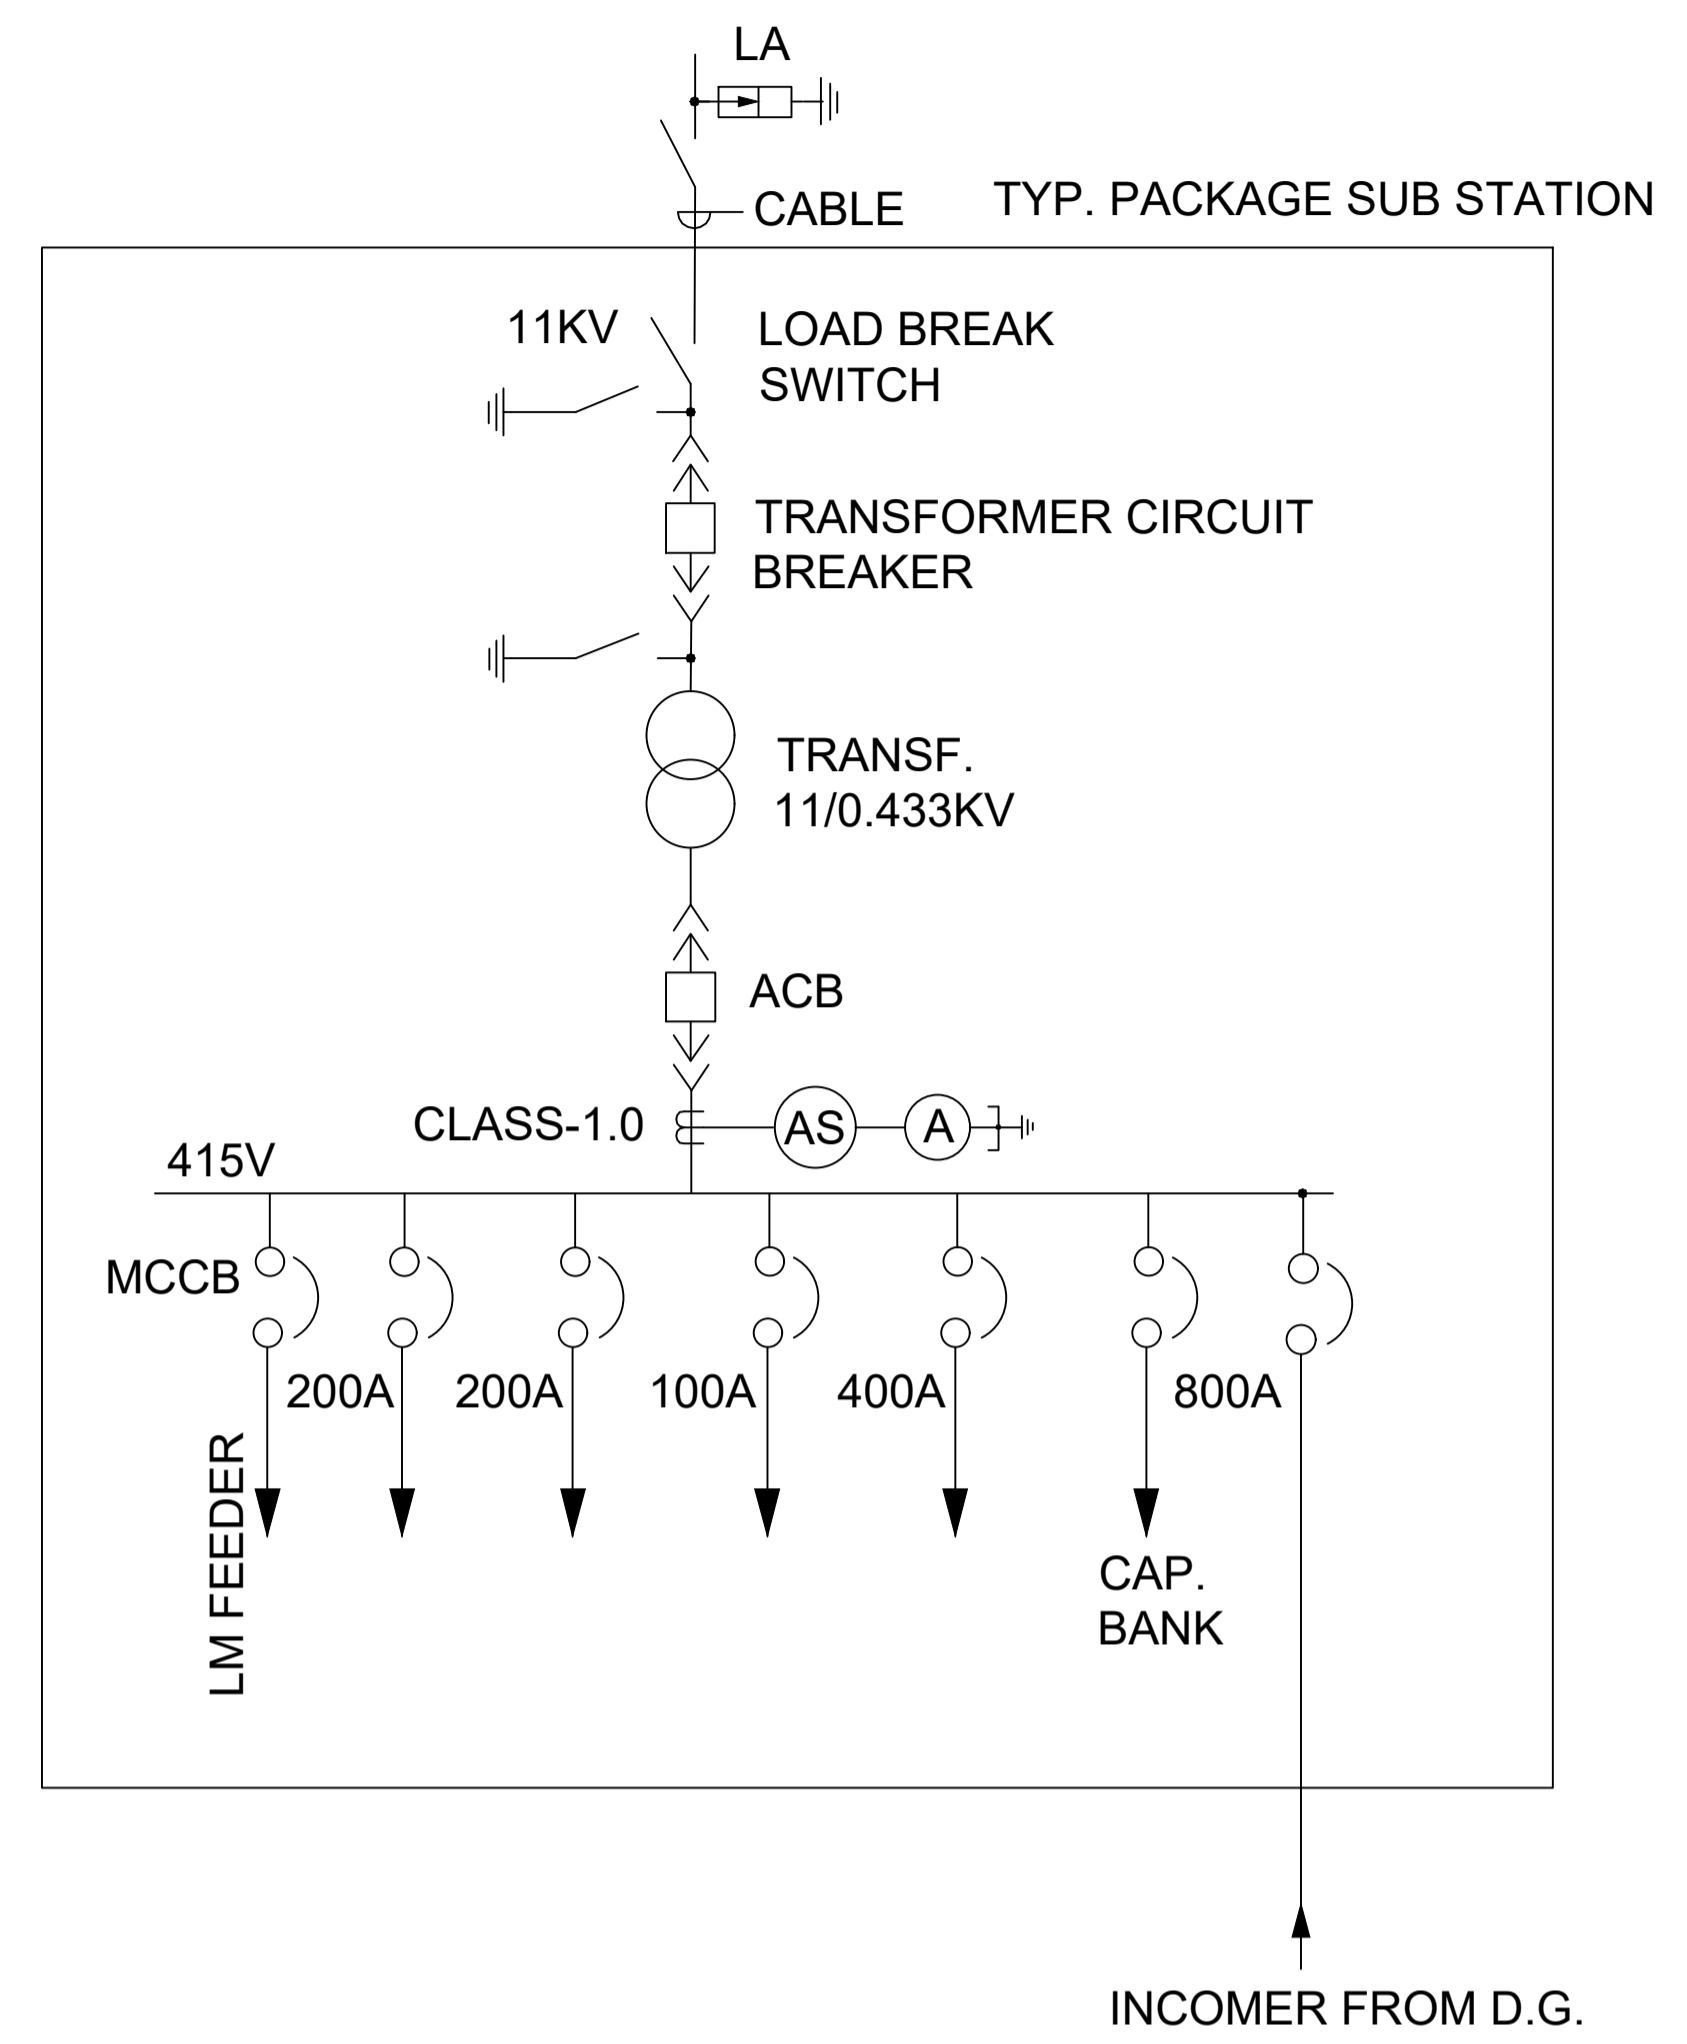 LA
CABLE
TYP. PACKAGE SUB STATION
11KV
LOAD BREAK
SWITCH
TRANSFORMER CIRCUIT
BREAKER
TRANSF.
11/0.433KV
ACB
CLASS-1.0
AS
A
415V
MCCB
200A
200A
100A
400A
800A
LM FEEDER
CAP.
BANK
INCOMER FROM D.G.